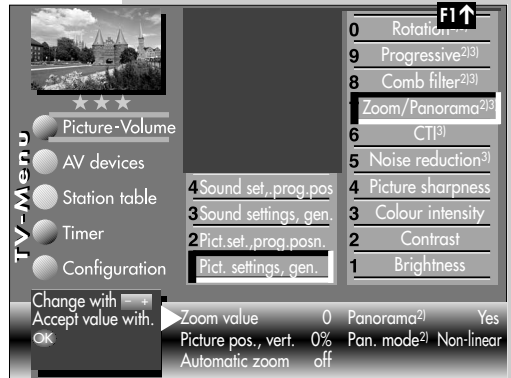 F1↑
TV-Menu
Picture-Volume
AV devices
Station table
Timer
Configuration
4 Sound set,.prog.pos
3 Sound settings, gen.
2 Pict.set.,prog.posn.
Pict. settings, gen.
0 Rotation
9 Progressive2)3)
8 Comb filter2)3)
Zoom/Panorama2)3)
6 CTI3)
5 Noise reduction3)
4 Picture sharpness
3 Colour intensity
2 Contrast
1 Brightness
Change with - +
Accept value with.
OK
Zoom value 0
Picture pos., vert. 0%
Automatic zoom off
Panorama2) Yes
Pan. mode2) Non-linear